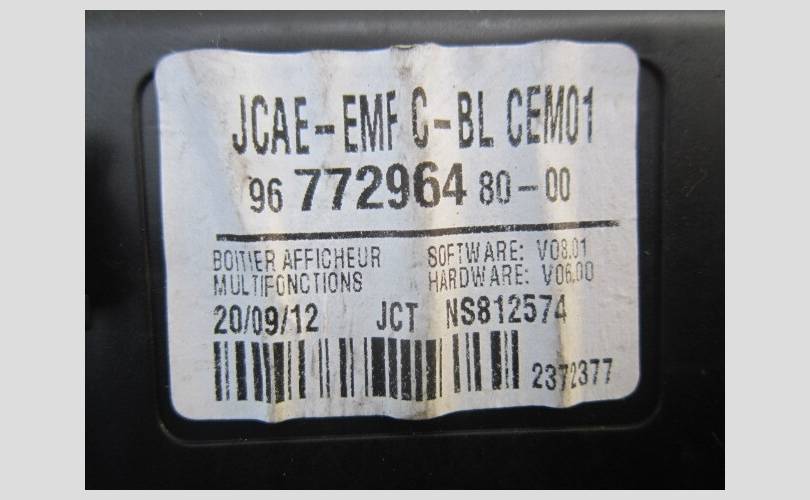 JCAE-EMF C-BL CEM01
96 772964 80-00
BOITIER AFFICHEUR SOFTWARE: V08.01
MULTIFONCTIONS HARDWARE: V06.00
20/09/12 JCT NS812574
2372377